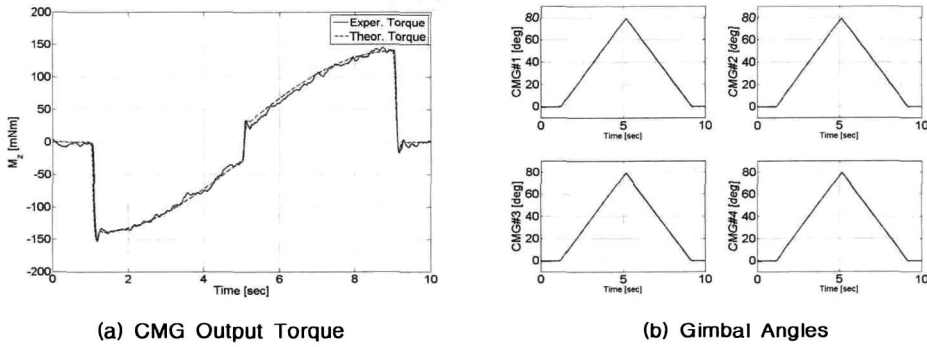 200
150
100
50
0
-50
-100
-150
-200
M_z [mNm]
Exper. Torque
Theor. Torque
0 2 4 6 8 10
Time [sec]
(a) CMG Output Torque
80
60
40
20
0
CMG#1 [deg]
0 5 10
Time [sec]
80
60
40
20
0
CMG#2 [deg]
0 5 10
Time [sec]
80
60
40
20
0
CMG#3 [deg]
0 5 10
Time [sec]
80
60
40
20
0
CMG#4 [deg]
0 5 10
Time [sec]
(b) Gimbal Angles